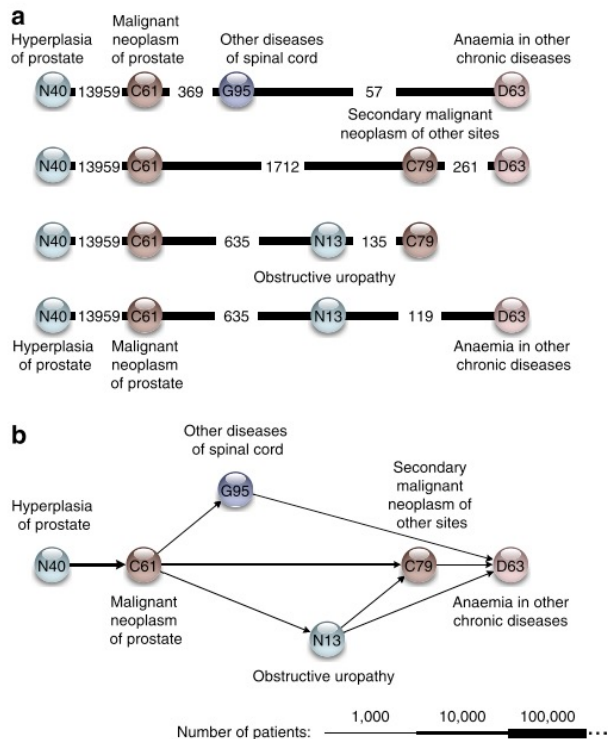 a
Hyperplasia
of prostate
Malignant
neoplasm
of prostate
Other diseases
of spinal cord
Anaemia in other
chronic diseases
N40 13959 C61 369 G95 57 D63
Secondary malignant
neoplasm of other sites
N40 13959 C61 1712 C79 261 D63
N40 13959 C61 635 N13 135 C79
Obstructive uropathy
N40 13959 C61 635 N13 119 D63
Hyperplasia
of prostate
Malignant
neoplasm
of prostate
Anaemia in other
chronic diseases
b
Other diseases
of spinal cord
G95
Secondary
malignant
neoplasm of
other sites
Hyperplasia
of prostate
N40 C61 C79 D63
Malignant
neoplasm
of prostate
Anaemia in other
chronic diseases
N13
Obstructive uropathy
1,000 10,000 100,000
Number of patients: